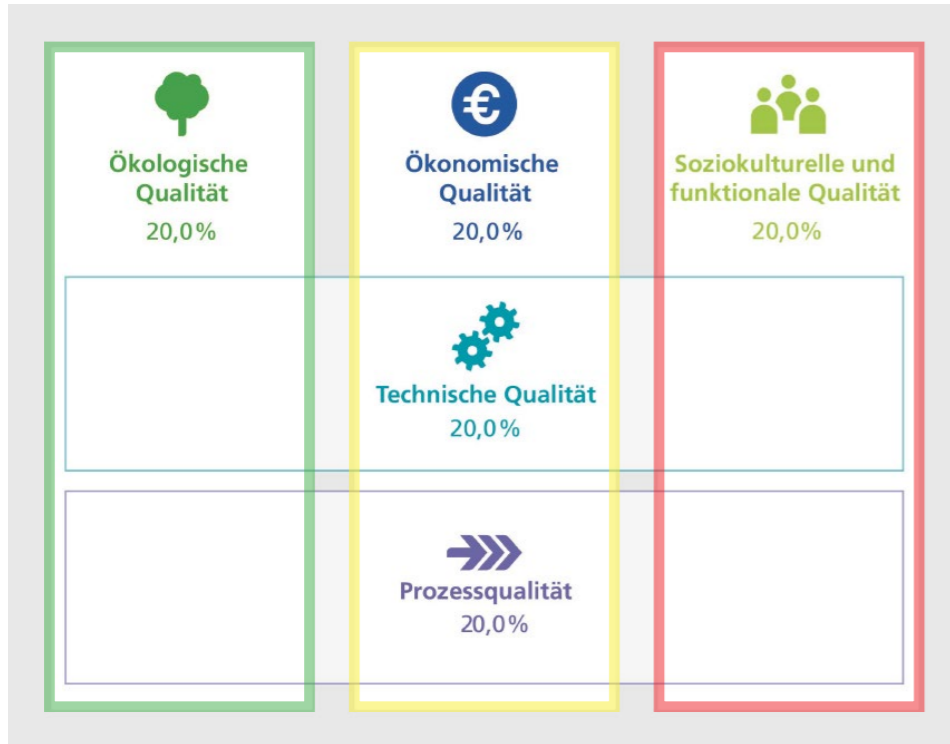 Ökologische
Qualität
20,0 %
Ökonomische
Qualität
20,0 %
Soziokulturelle und
funktionale Qualität
20,0 %
Technische Qualität
20,0 %
Prozessqualität
20,0 %